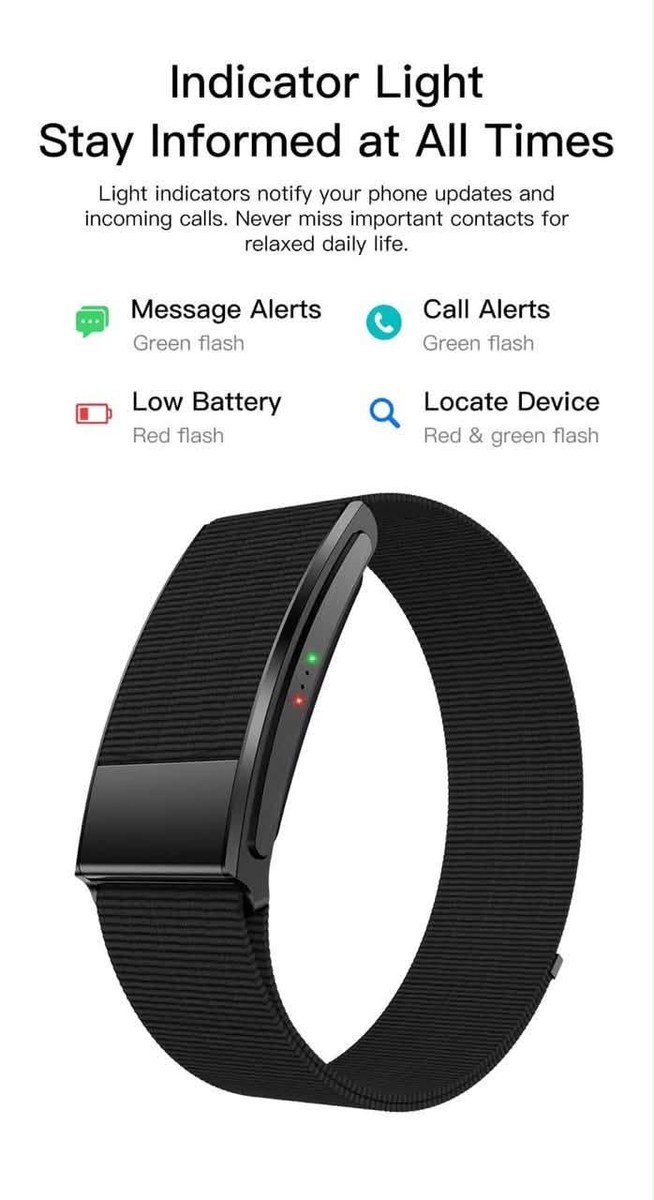 Indicator Light
Stay Informed at All Times
Light indicators notify your phone updates and
incoming calls. Never miss important contacts for
relaxed daily life.
Message Alerts
Green flash
Call Alerts
Green flash
Low Battery
Red flash
Locate Device
Red & green flash